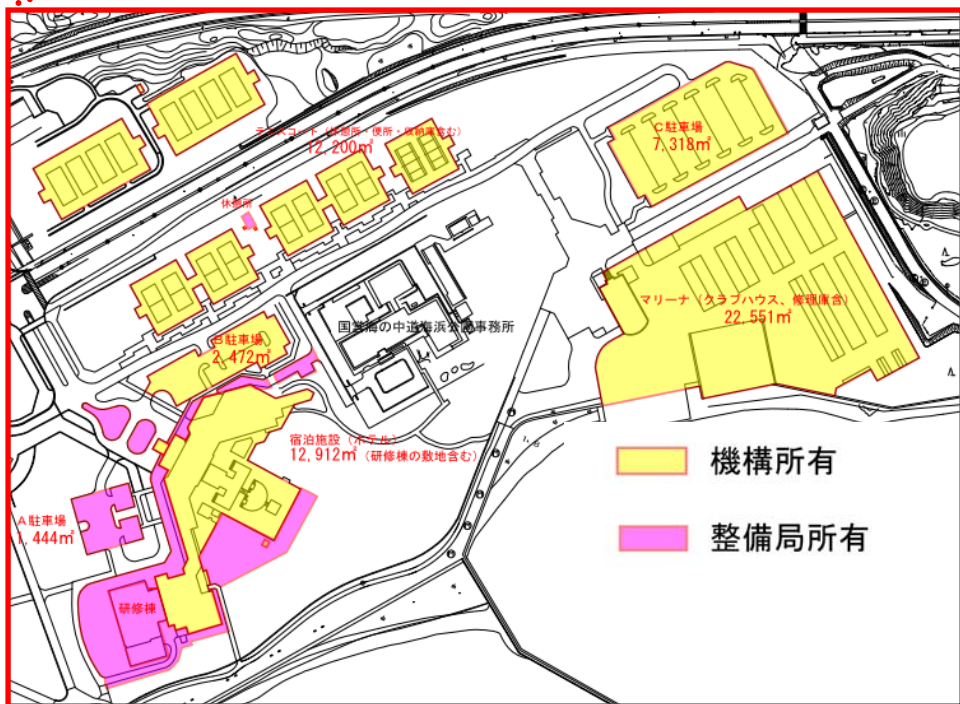 テニスコート（休憩所・便所・収納庫含む）
12,200㎡
C駐車場
7,318㎡
休憩所
マリーナ（クラブハウス、修理庫含）
22,551㎡
国営海の中道海浜公園事務所
B駐車場
2,472㎡
宿泊施設（ホテル）
12,912㎡（研修棟の敷地含む）
機構所有
A駐車場
1,444㎡
整備局所有
研修棟